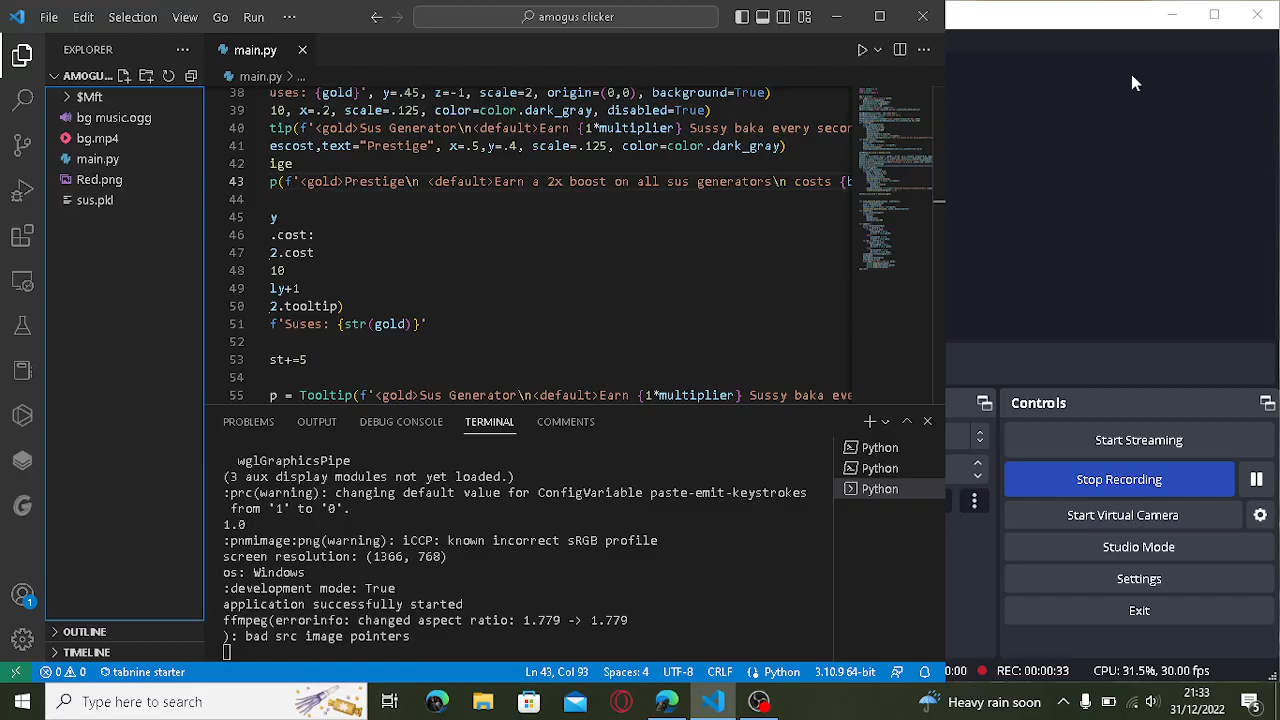 File Edit Selection View Go Run ···
amogus clicker
EXPLORER
main.py
AMOGU...
main.py > ...
$Mft
bg music.ogg
bg.mp4
main.py
Red.png
sus.pid
38 uses: {gold}', y=.45, z=-1, scale=2, origin=(0,0), background=True)
39 10, x=.2, scale=.125, color=color.dark_gray, disabled=True)
40 tip(f'<gold>Sus Generator\n<default>Earn {1*multiplier} Sussy baka every secon
41 escor,text="Prestige", x=.5,y=.4, scale=.125, color=color.dark_gray)
42 ige
43 p(f'<gold>Prestige\n <default>Earn a 2x boost on all sus generators\n costs {b
44
45 y
46 .cost:
47 2.cost
48 10
49 ly+1
50 2.tooltip)
51 f'Suses: {str(gold)}'
52
53 st+=5
54
55 p = Tooltip(f'<gold>Sus Generator\n<default>Earn {1*multiplier} Sussy baka eve
PROBLEMS OUTPUT DEBUG CONSOLE TERMINAL COMMENTS
wglGraphicsPipe
(3 aux display modules not yet loaded.)
:prc(warning): changing default value for ConfigVariable paste-emit-keystrokes
from '1' to '0'.
1.0
:pnmimage:png(warning): iCCP: known incorrect sRGB profile
screen resolution: (1366, 768)
os: Windows
:development mode: True
application successfully started
ffmpeg(errorinfo: changed aspect ratio: 1.779 -> 1.779
): bad src image pointers
Python
Python
Python
OUTLINE
TIMELINE
1
0 0 tabnine starter Ln 43, Col 93 Spaces: 4 UTF-8 CRLF Python 3.10.9 64-bit
Controls
Start Streaming
Stop Recording
Start Virtual Camera
Studio Mode
Settings
Exit
0:00 REC: 00:00:33 CPU: 31.5%, 30.00 fps
Type here to search
Heavy rain soon
21:33
31/12/2022
5